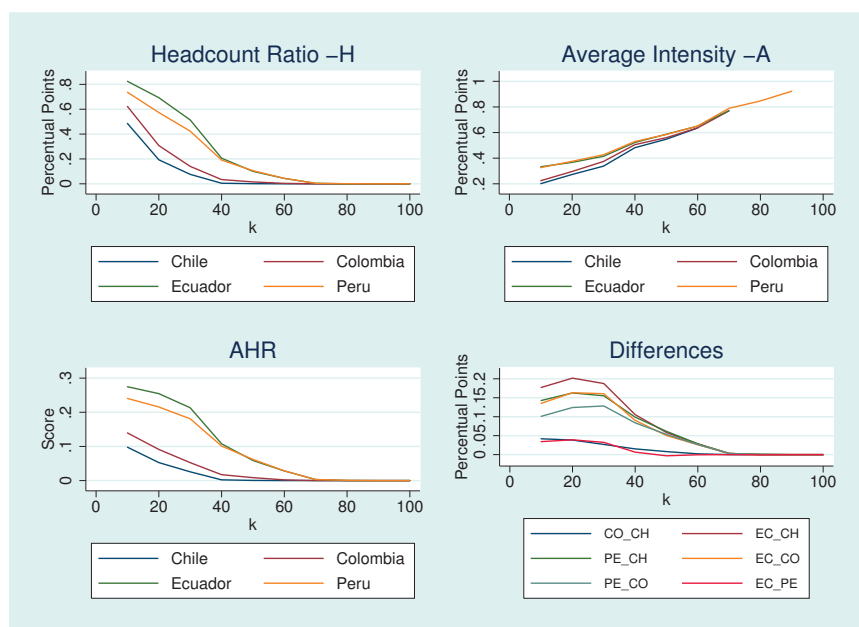 Headcount Ratio −H
Percentual Points
.8
.6
.4
.2
0
0 20 40 60 80 100
k
Chile Colombia
Ecuador Peru
Average Intensity −A
Percentual Points
1
.8
.6
.4
.2
0 20 40 60 80 100
k
Chile Colombia
Ecuador Peru
AHR
Score
.3
.2
.1
0
0 20 40 60 80 100
k
Chile Colombia
Ecuador Peru
Differences
Percentual Points
0 .05.1.15.2
0 20 40 60 80 100
k
CO_CH EC_CH
PE_CH EC_CO
PE_CO EC_PE